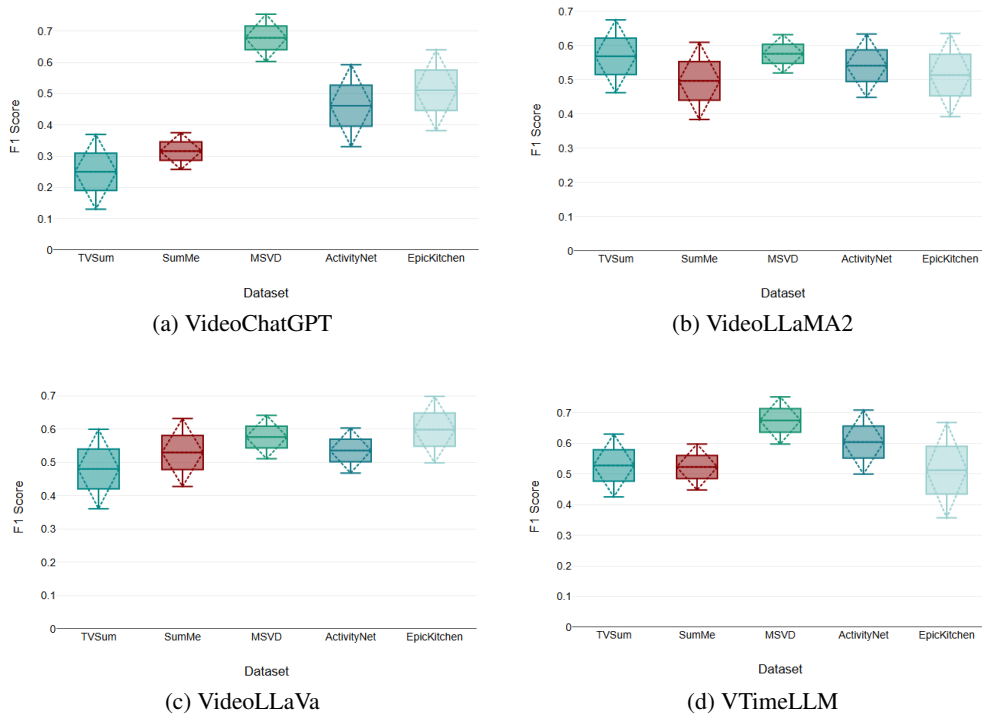 0.7
0.6
0.5
0.4
0.3
0.2
0.1
0
F1 Score
TVSum SumMe MSVD ActivityNet EpicKitchen
Dataset
(a) VideoChatGPT
0.7
0.6
0.5
0.4
0.3
0.2
0.1
0
F1 Score
TVSum SumMe MSVD ActivityNet EpicKitchen
Dataset
(b) VideoLLaMA2
0.7
0.6
0.5
0.4
0.3
0.2
0.1
0
F1 Score
TVSum SumMe MSVD ActivityNet EpicKitchen
Dataset
(c) VideoLLaVa
0.7
0.6
0.5
0.4
0.3
0.2
0.1
0
F1 Score
TVSum SumMe MSVD ActivityNet EpicKitchen
Dataset
(d) VTimeLLM